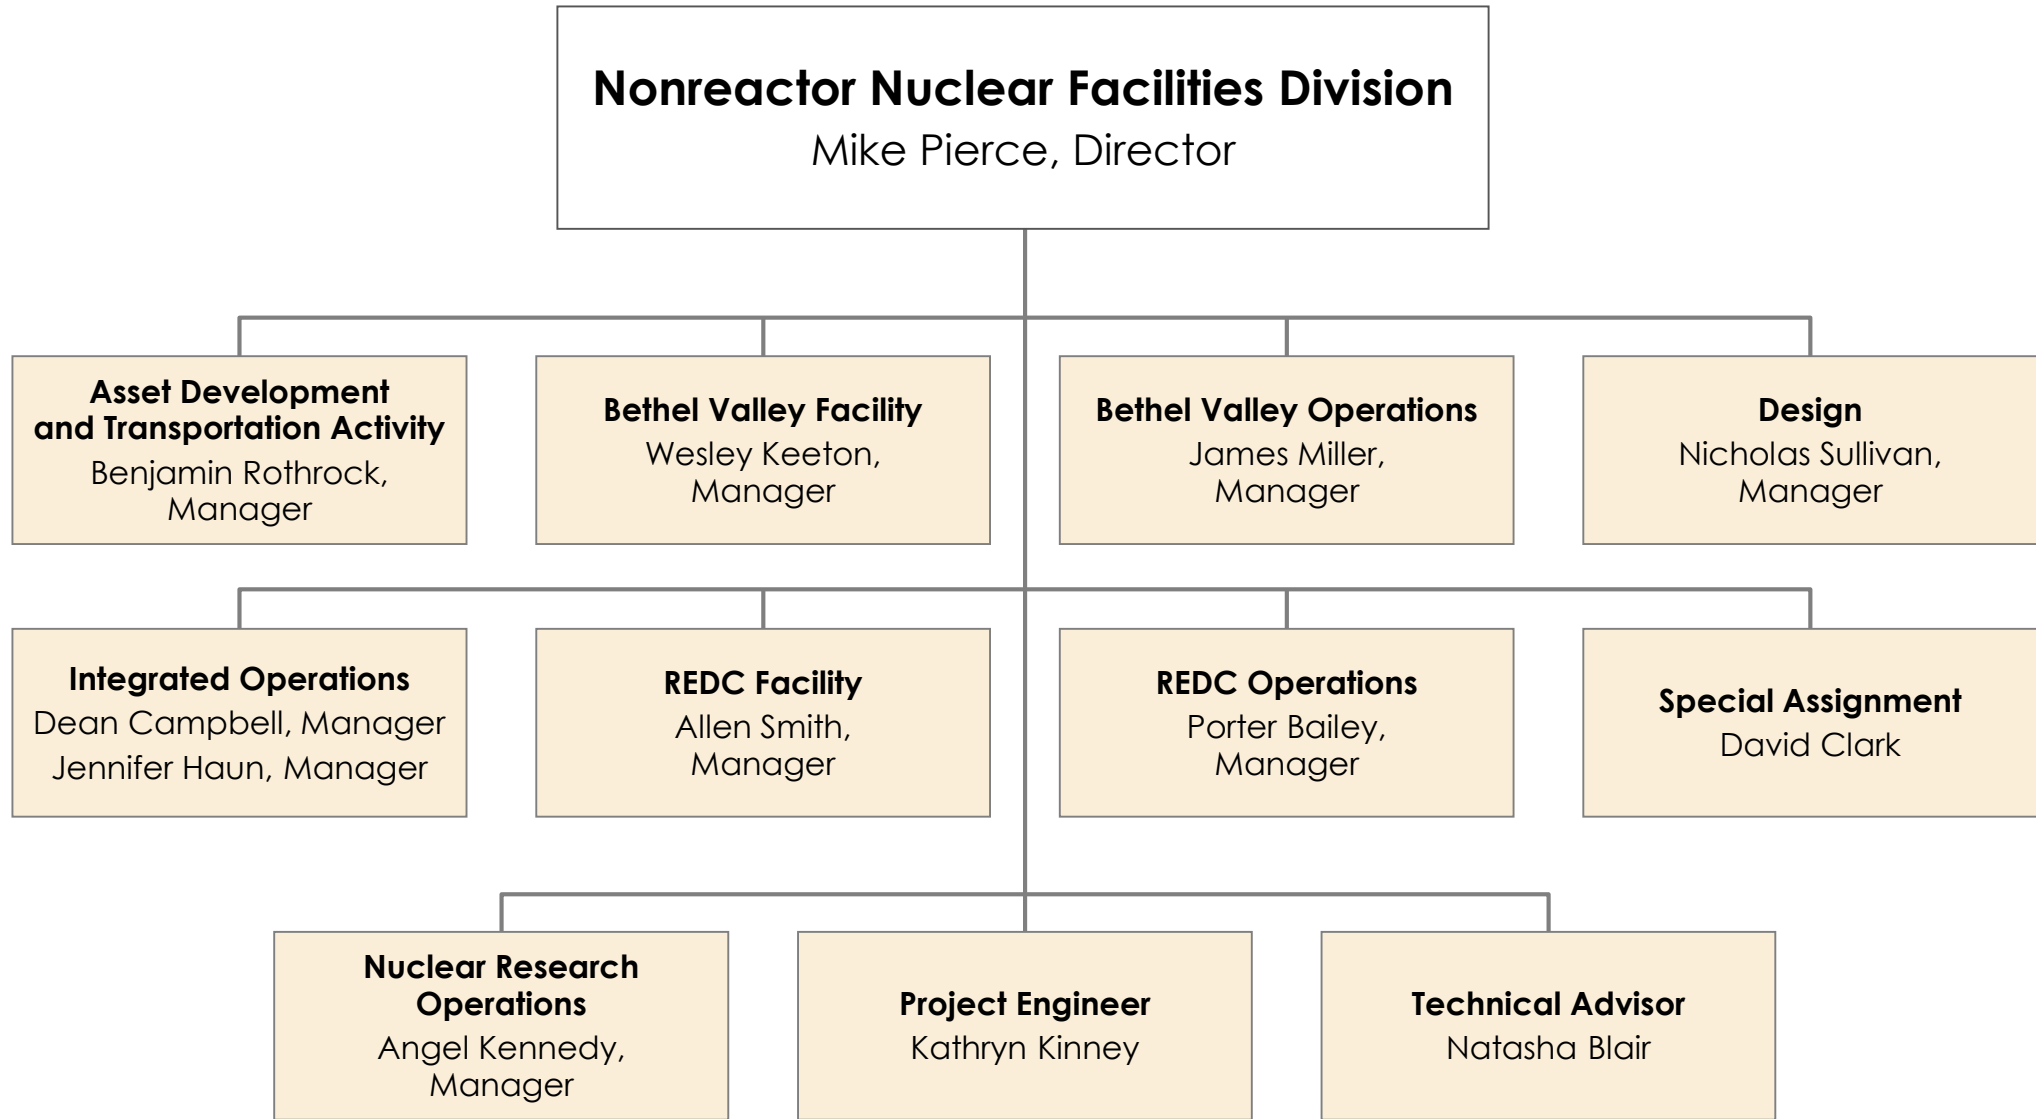 Nonreactor Nuclear Facilities Division
Mike Pierce, Director
Asset Development
and Transportation Activity
Benjamin Rothrock,
Manager
Bethel Valley Facility
Wesley Keeton,
Manager
Bethel Valley Operations
James Miller,
Manager
Design
Nicholas Sullivan,
Manager
Integrated Operations
Dean Campbell, Manager
Jennifer Haun, Manager
REDC Facility
Allen Smith,
Manager
REDC Operations
Porter Bailey,
Manager
Special Assignment
David Clark
Nuclear Research
Operations
Angel Kennedy,
Manager
Project Engineer
Kathryn Kinney
Technical Advisor
Natasha Blair